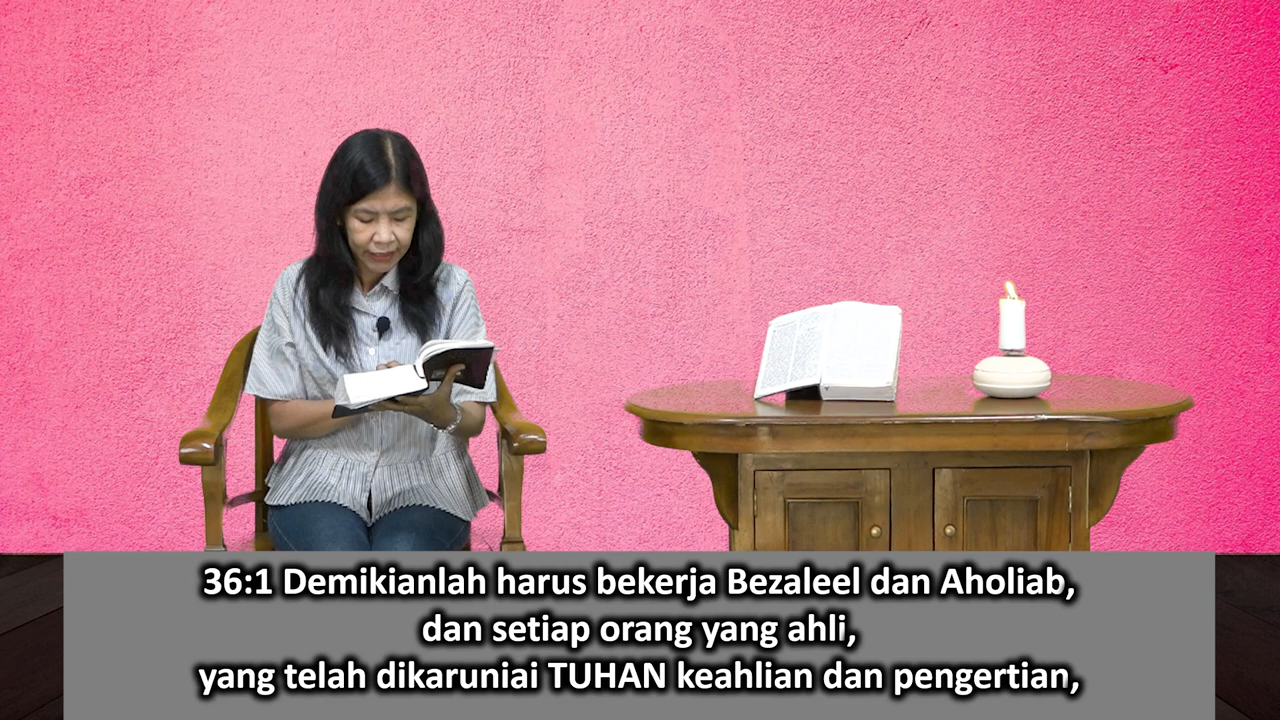 36:1 Demikianlah harus bekerja Bezaleel dan Aholiab,
dan setiap orang yang ahli,
yang telah dikaruniai TUHAN keahlian dan pengertian,